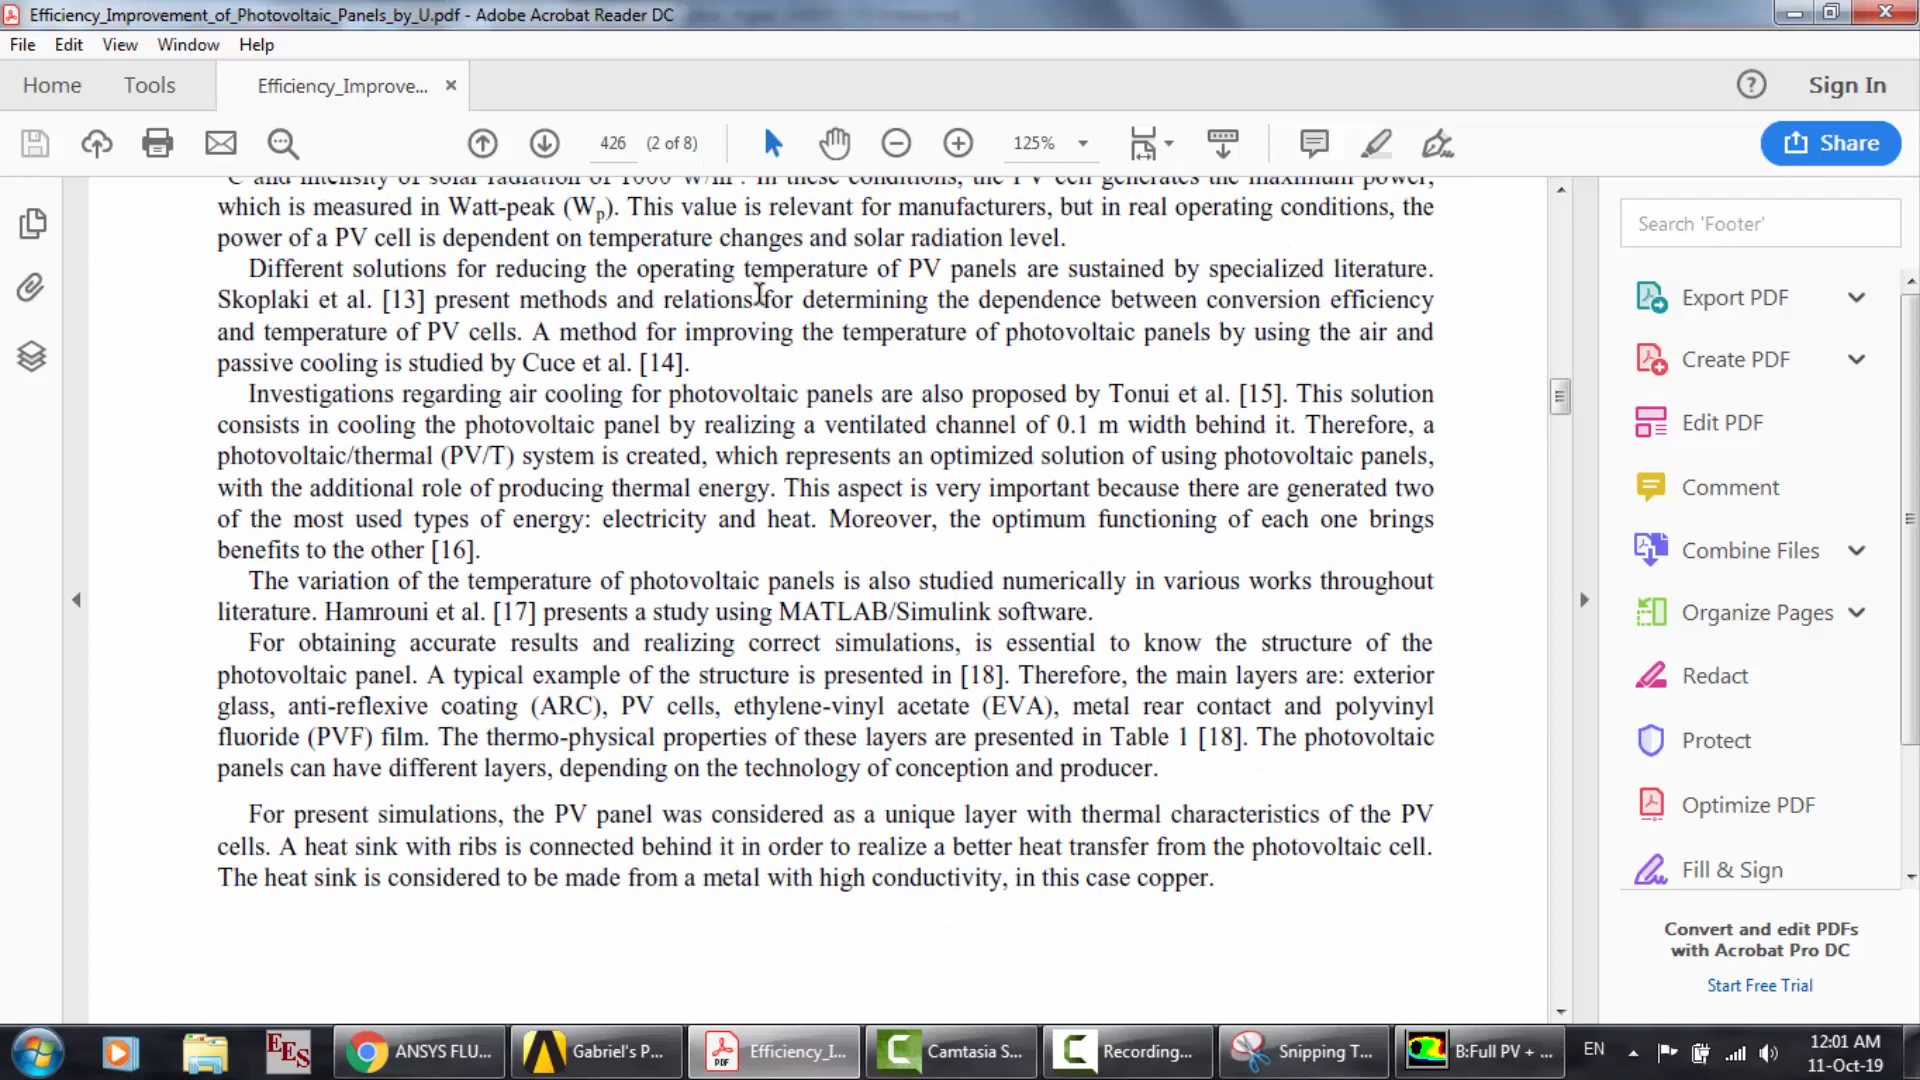 Efficiency_Improvement_of_Photovoltaic_Panels_by_U.pdf - Adobe Acrobat Reader DC
File Edit View Window Help
Home Tools Efficiency_Improve... × Sign In
426 (2 of 8) 125% Share
°C and intensity of solar radiation of 1000 W/m². In these conditions, the PV cell generates the maximum power,
which is measured in Watt-peak (Wp). This value is relevant for manufacturers, but in real operating conditions, the
power of a PV cell is dependent on temperature changes and solar radiation level.
Different solutions for reducing the operating temperature of PV panels are sustained by specialized literature.
Skoplaki et al. [13] present methods and relations for determining the dependence between conversion efficiency
and temperature of PV cells. A method for improving the temperature of photovoltaic panels by using the air and
passive cooling is studied by Cuce et al. [14].
Investigations regarding air cooling for photovoltaic panels are also proposed by Tonui et al. [15]. This solution
consists in cooling the photovoltaic panel by realizing a ventilated channel of 0.1 m width behind it. Therefore, a
photovoltaic/thermal (PV/T) system is created, which represents an optimized solution of using photovoltaic panels,
with the additional role of producing thermal energy. This aspect is very important because there are generated two
of the most used types of energy: electricity and heat. Moreover, the optimum functioning of each one brings
benefits to the other [16].
The variation of the temperature of photovoltaic panels is also studied numerically in various works throughout
literature. Hamrouni et al. [17] presents a study using MATLAB/Simulink software.
For obtaining accurate results and realizing correct simulations, is essential to know the structure of the
photovoltaic panel. A typical example of the structure is presented in [18]. Therefore, the main layers are: exterior
glass, anti-reflexive coating (ARC), PV cells, ethylene-vinyl acetate (EVA), metal rear contact and polyvinyl
fluoride (PVF) film. The thermo-physical properties of these layers are presented in Table 1 [18]. The photovoltaic
panels can have different layers, depending on the technology of conception and producer.
For present simulations, the PV panel was considered as a unique layer with thermal characteristics of the PV
cells. A heat sink with ribs is connected behind it in order to realize a better heat transfer from the photovoltaic cell.
The heat sink is considered to be made from a metal with high conductivity, in this case copper.
Search 'Footer'
Export PDF
Create PDF
Edit PDF
Comment
Combine Files
Organize Pages
Redact
Protect
Optimize PDF
Fill & Sign
Convert and edit PDFs
with Acrobat Pro DC
Start Free Trial
EES ANSYS FLU... Gabriel's P... PDF Efficiency_I... Camtasia S... Recording... Snipping T... B:Full PV + ... EN 12:01 AM
11-Oct-19